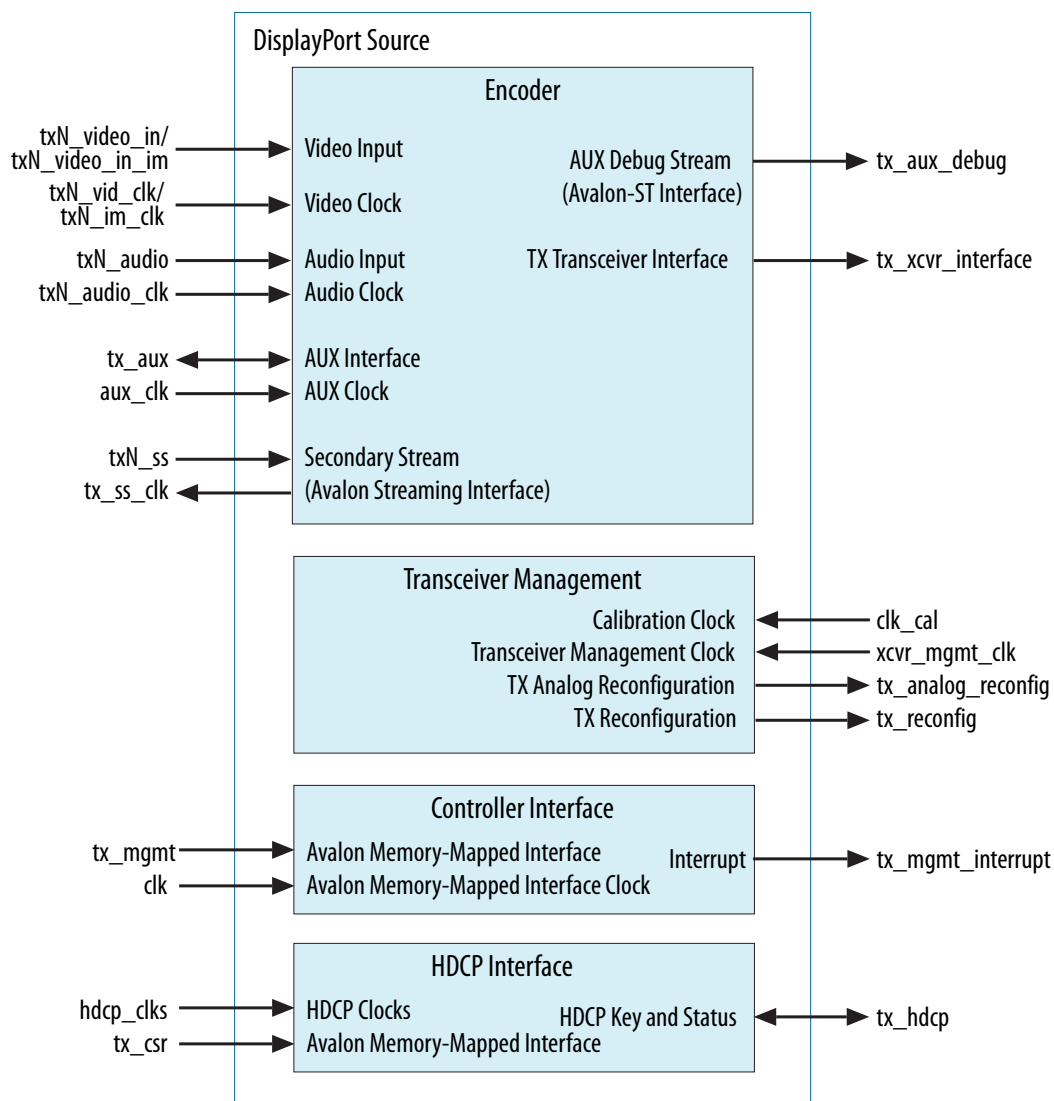 DisplayPort Source
Encoder
txN_video_in/
txN_video_in_im
Video Input
AUX Debug Stream
(Avalon-ST Interface)
tx_aux_debug
txN_vid_clk/
txN_im_clk
Video Clock
txN_audio
Audio Input
TX Transceiver Interface
tx_xcvr_interface
txN_audio_clk
Audio Clock
tx_aux
AUX Interface
aux_clk
AUX Clock
txN_ss
Secondary Stream
tx_ss_clk
(Avalon Streaming Interface)
Transceiver Management
Calibration Clock
clk_cal
Transceiver Management Clock
xcvr_mgmt_clk
TX Analog Reconfiguration
tx_analog_reconfig
TX Reconfiguration
tx_reconfig
Controller Interface
tx_mgmt
Avalon Memory-Mapped Interface
Interrupt
tx_mgmt_interrupt
clk
Avalon Memory-Mapped Interface Clock
HDCP Interface
hdcp_clks
HDCP Clocks
HDCP Key and Status
tx_hdcp
tx_csr
Avalon Memory-Mapped Interface